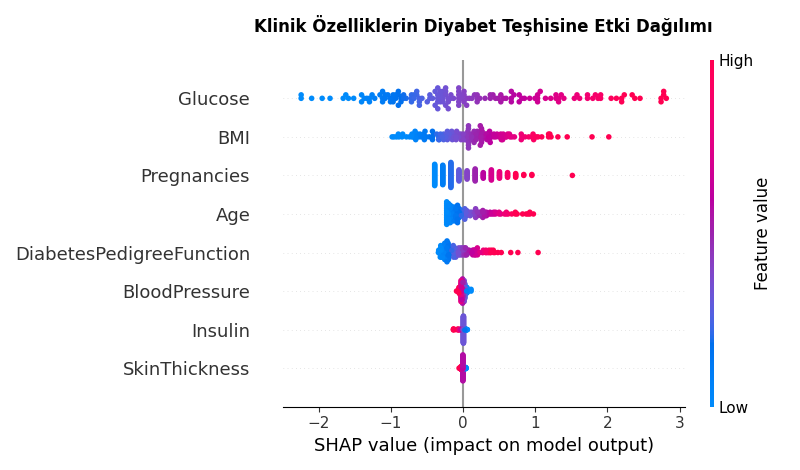 Klinik Özelliklerin Diyabet Teşhisine Etki Dağılımı
High
Glucose
BMI
Pregnancies
Age
DiabetesPedigreeFunction
BloodPressure
Insulin
SkinThickness
Feature value
Low
−2 −1 0 1 2 3
SHAP value (impact on model output)